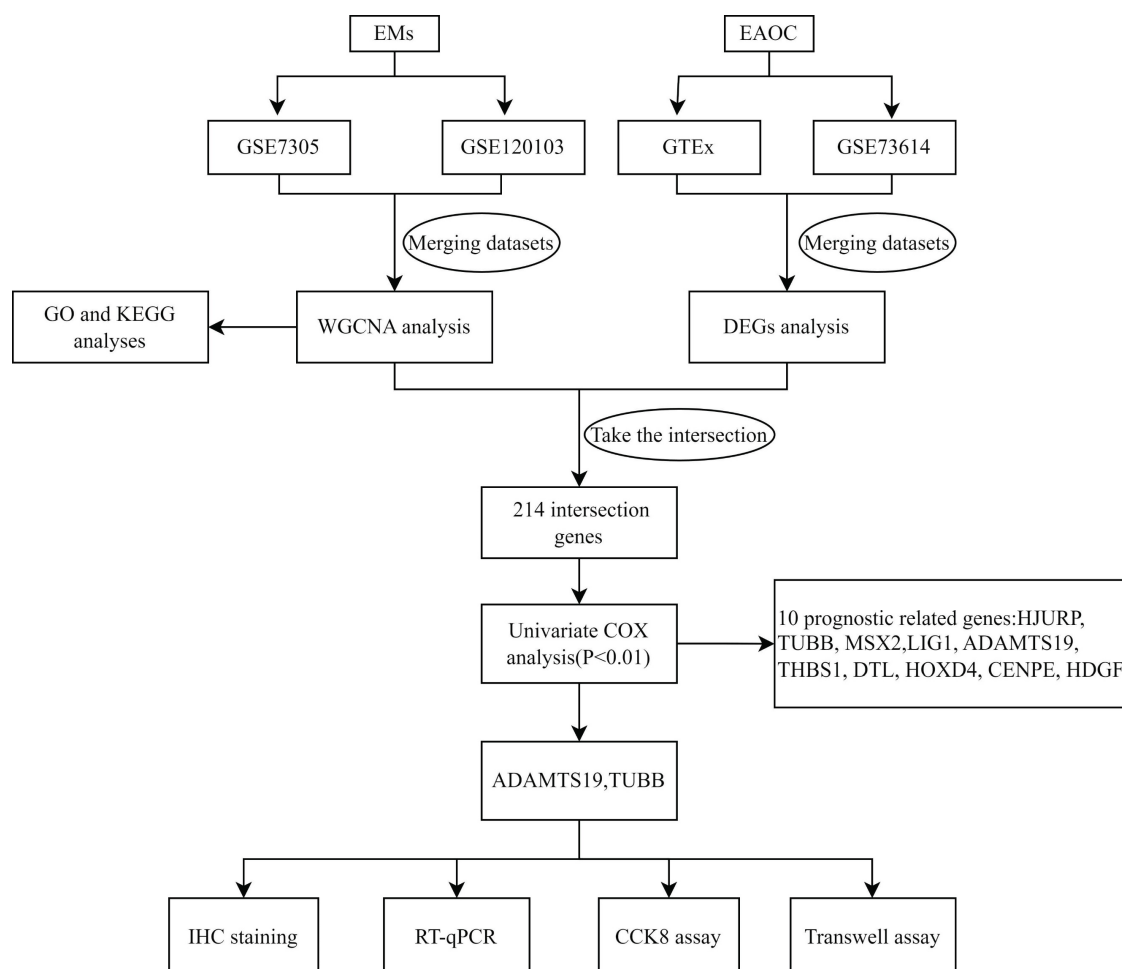 EMs
EAOC
GSE7305
GSE120103
GTEx
GSE73614
Merging datasets
Merging datasets
GO and KEGG
analyses
WGCNA analysis
DEGs analysis
Take the intersection
214 intersection
genes
Univariate COX
analysis(P<0.01)
10 prognostic related genes:HJURP,
TUBB, MSX2,LIG1, ADAMTS19,
THBS1, DTL, HOXD4, CENPE, HDGF
ADAMTS19,TUBB
IHC staining
RT-qPCR
CCK8 assay
Transwell assay